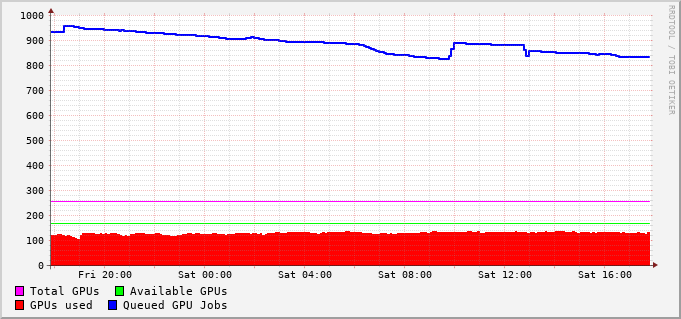 1000
900
800
700
600
500
400
300
200
100
0
Fri 20:00 Sat 00:00 Sat 04:00 Sat 08:00 Sat 12:00 Sat 16:00
Total GPUs Available GPUs
GPUs used Queued GPU Jobs
RRDTOOL / TOBI OETIKER